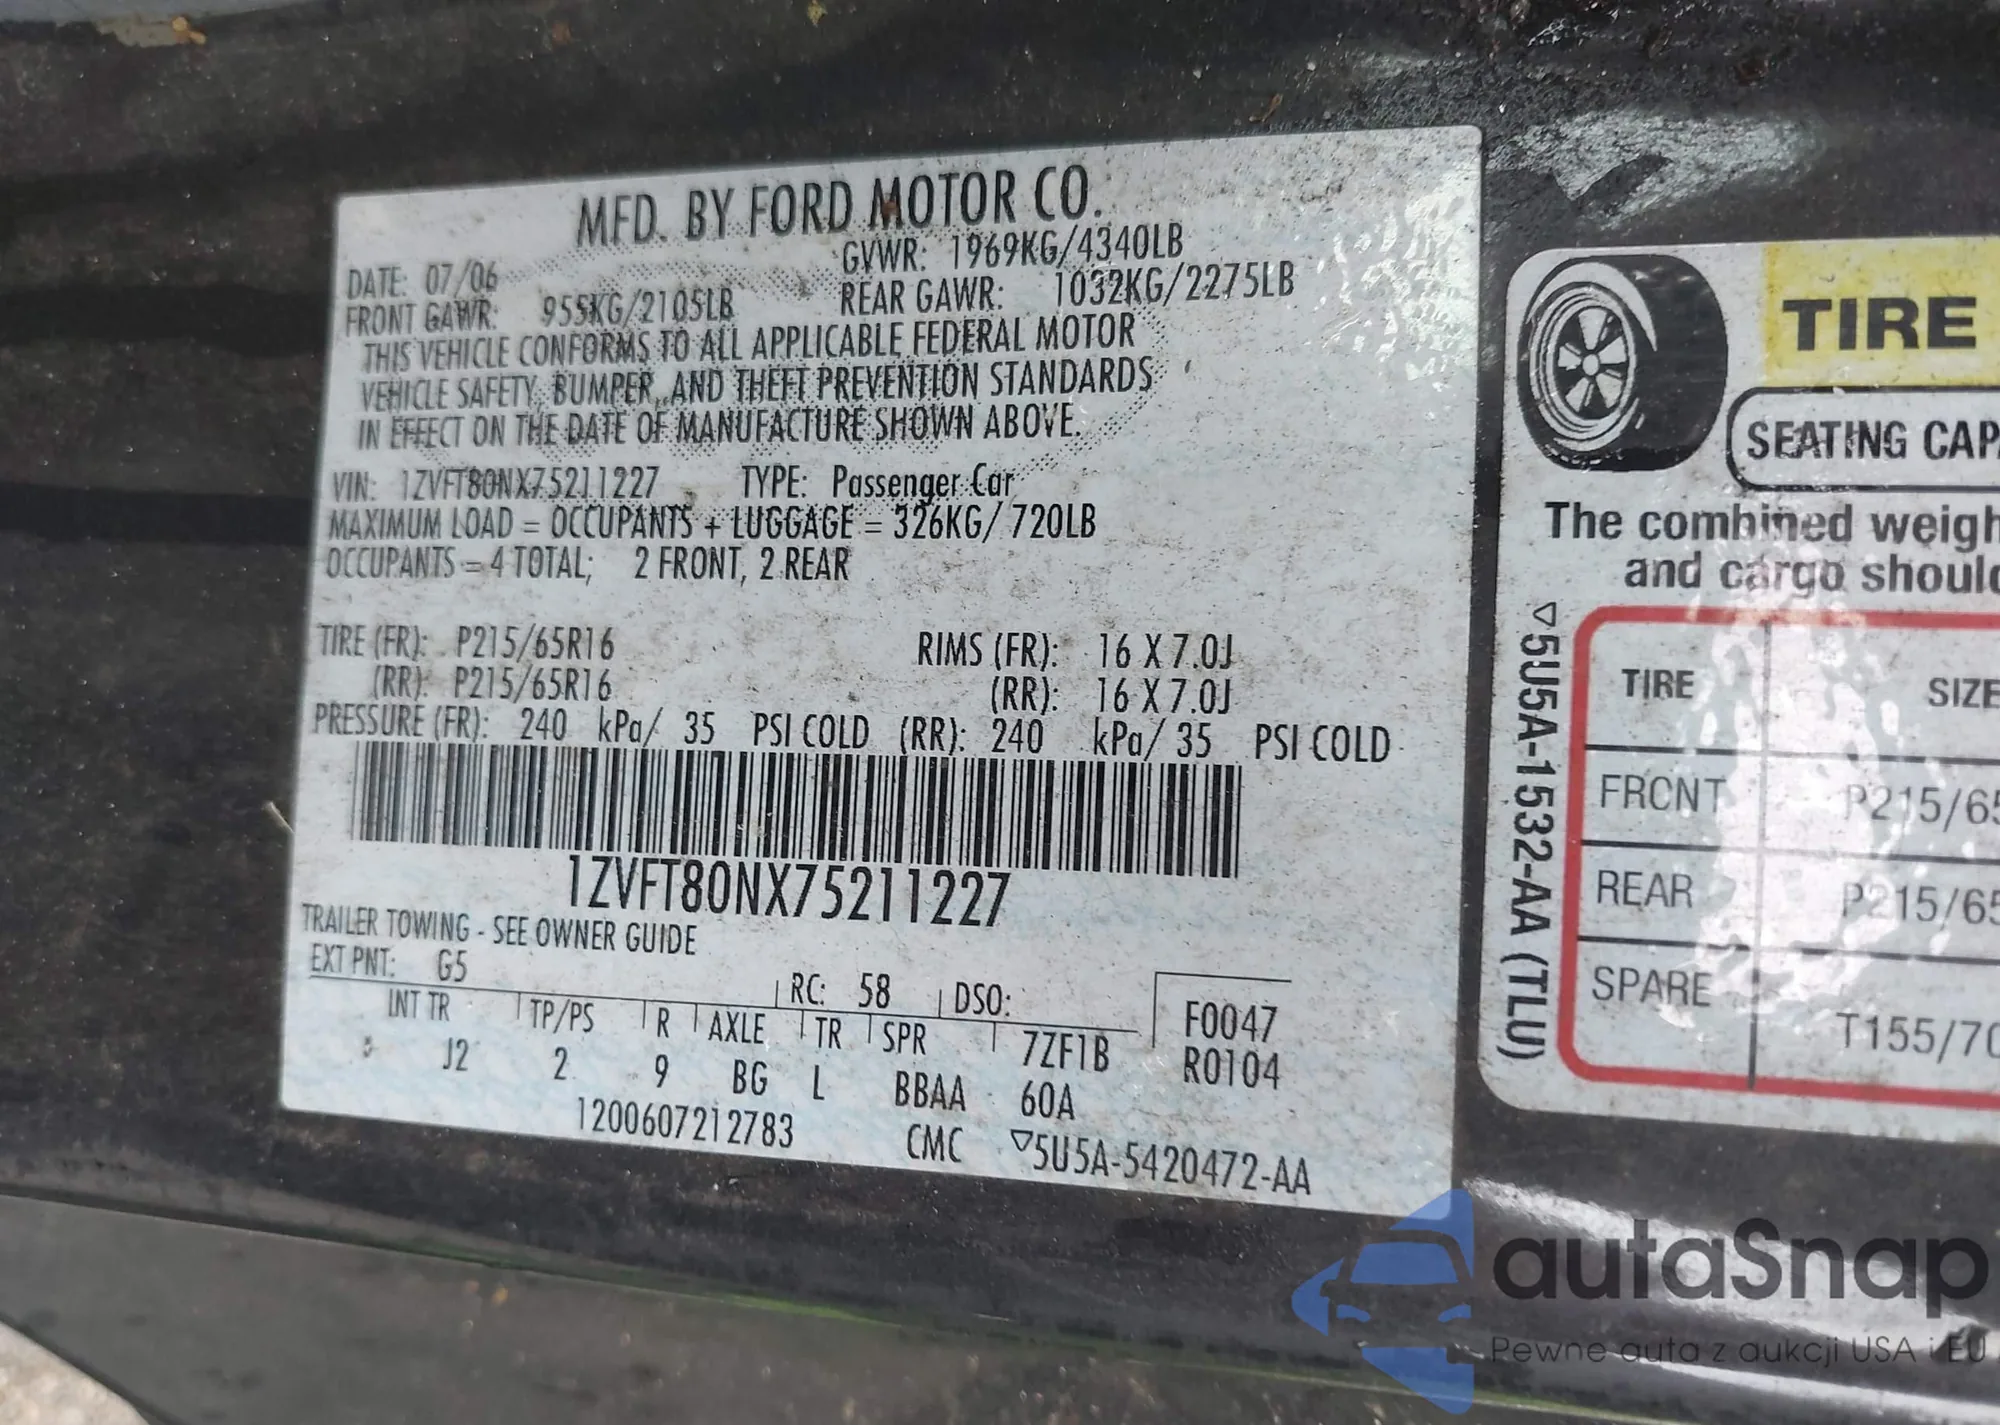 MFD. BY FORD MOTOR CO.
DATE: 07/06 GVWR: 1969KG/4340LB
FRONT GAWR: 955KG/2105LB REAR GAWR: 1032KG/2275LB
THIS VEHICLE CONFORMS TO ALL APPLICABLE FEDERAL MOTOR
VEHICLE SAFETY, BUMPER, AND THEFT PREVENTION STANDARDS
IN EFFECT ON THE DATE OF MANUFACTURE SHOWN ABOVE.
VIN: 1ZVFT80NX75211227 TYPE: Passenger Car
MAXIMUM LOAD = OCCUPANTS + LUGGAGE = 326KG/ 720LB
OCCUPANTS = 4 TOTAL; 2 FRONT, 2 REAR
TIRE (FR): P215/65R16 RIMS (FR): 16 X 7.0J
(RR): P215/65R16 (RR): 16 X 7.0J
PRESSURE (FR): 240 kPa/ 35 PSI COLD (RR): 240 kPa/ 35 PSI COLD
1ZVFT80NX75211227
TRAILER TOWING - SEE OWNER GUIDE
EXT PNT: G5 RC: 58 DSO: F0047
INT TR TP/PS R AXLE TR SPR 7ZF1B R0104
J2 2 9 BG L BBAA 60A
1200607212783 CMC ▽5U5A-5420472-AA
TIRE
SEATING CAP
The combined weigh
and cargo should
▽5U5A-1532-AA (TLU)
TIRE SIZE
FRONT P215/65
REAR P215/65
SPARE T155/70
autaSnap
Pewne auta z aukcji USA i EU